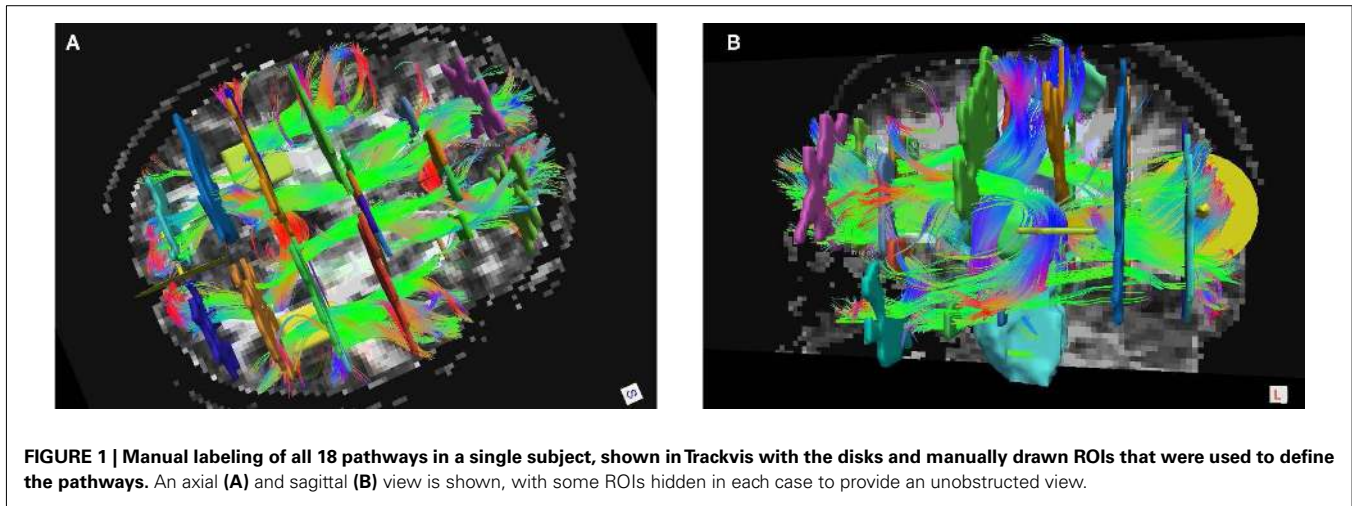 A
B
S
L
FIGURE 1 | Manual labeling of all 18 pathways in a single subject, shown in Trackvis with the disks and manually drawn ROIs that were used to define
the pathways. An axial (A) and sagittal (B) view is shown, with some ROIs hidden in each case to provide an unobstructed view.